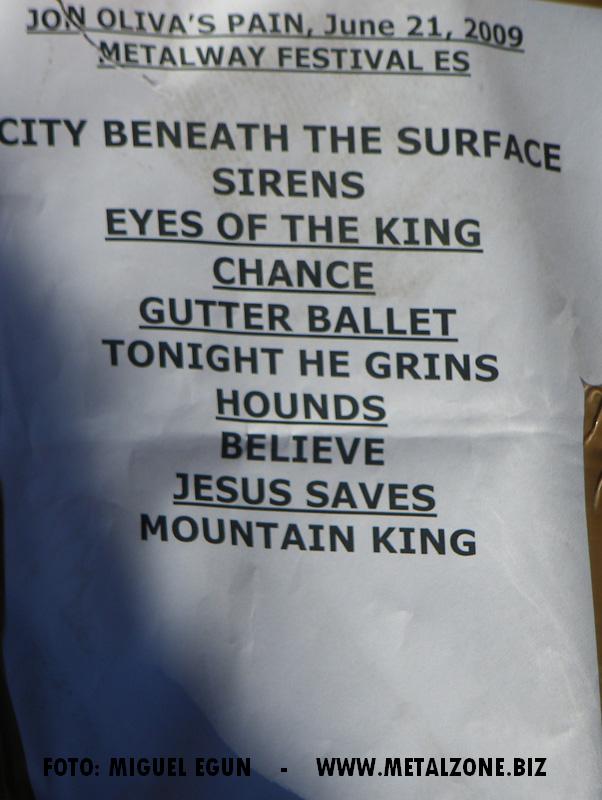 JON OLIVA'S PAIN, June 21, 2009
METALWAY FESTIVAL ES
CITY BENEATH THE SURFACE
SIRENS
EYES OF THE KING
CHANCE
GUTTER BALLET
TONIGHT HE GRINS
HOUNDS
BELIEVE
JESUS SAVES
MOUNTAIN KING
FOTO: MIGUEL EGUN - WWW.METALZONE.BIZ